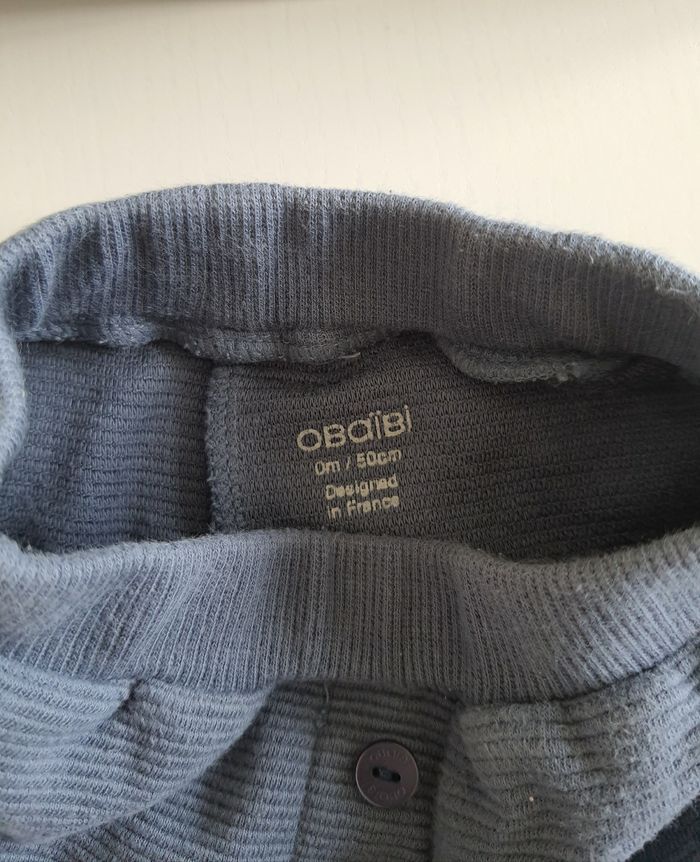 OBaïBi
0m / 50cm
Designed
in France